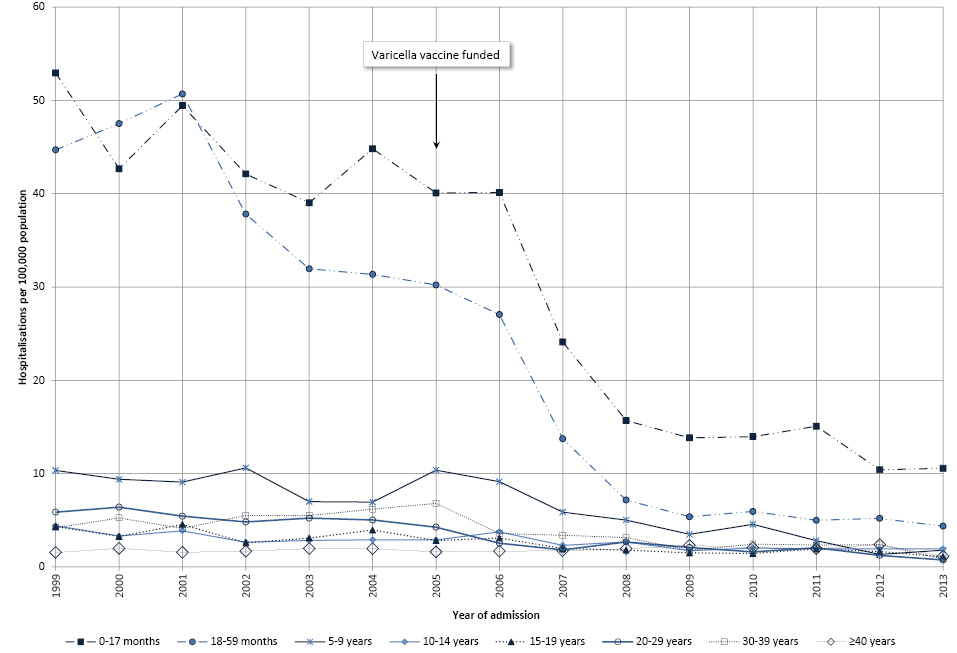 60
50
40
30
20
10
0
Varicella vaccine funded
Hospitalisations per 100,000 population
1999 2000 2001 2002 2003 2004 2005 2006 2007 2008 2009 2010 2011 2012 2013
Year of admission
0-17 months 18-59 months 5-9 years 10-14 years 15-19 years 20-29 years 30-39 years ≥40 years